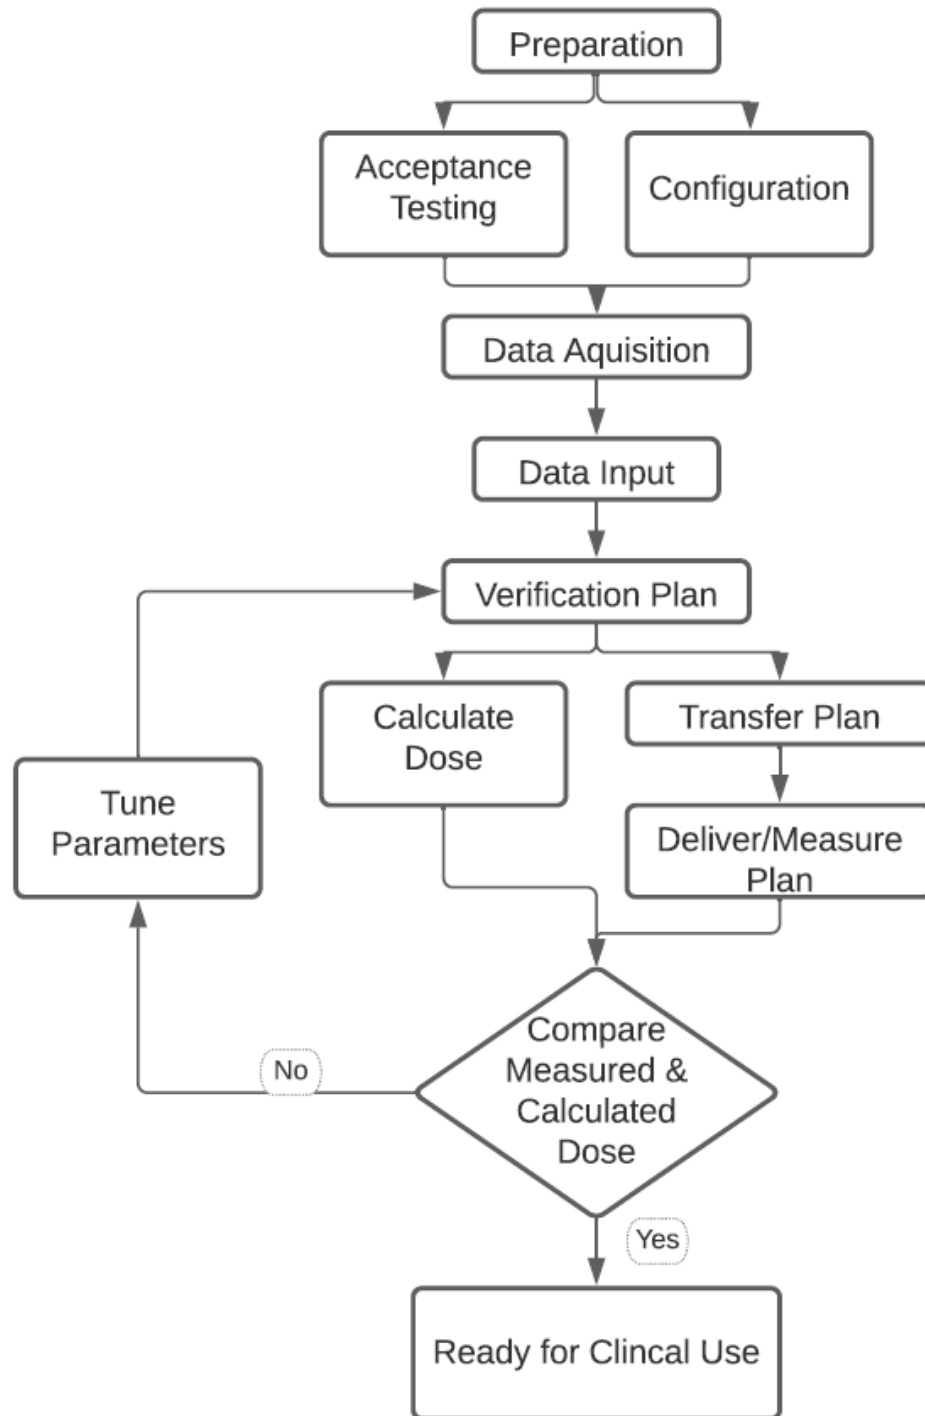 Preparation
Acceptance
Testing
Configuration
Data Aquisition
Data Input
Verification Plan
Calculate
Dose
Transfer Plan
Tune
Parameters
Deliver/Measure
Plan
Compare
Measured &
Calculated
Dose
No
Yes
Ready for Clincal Use